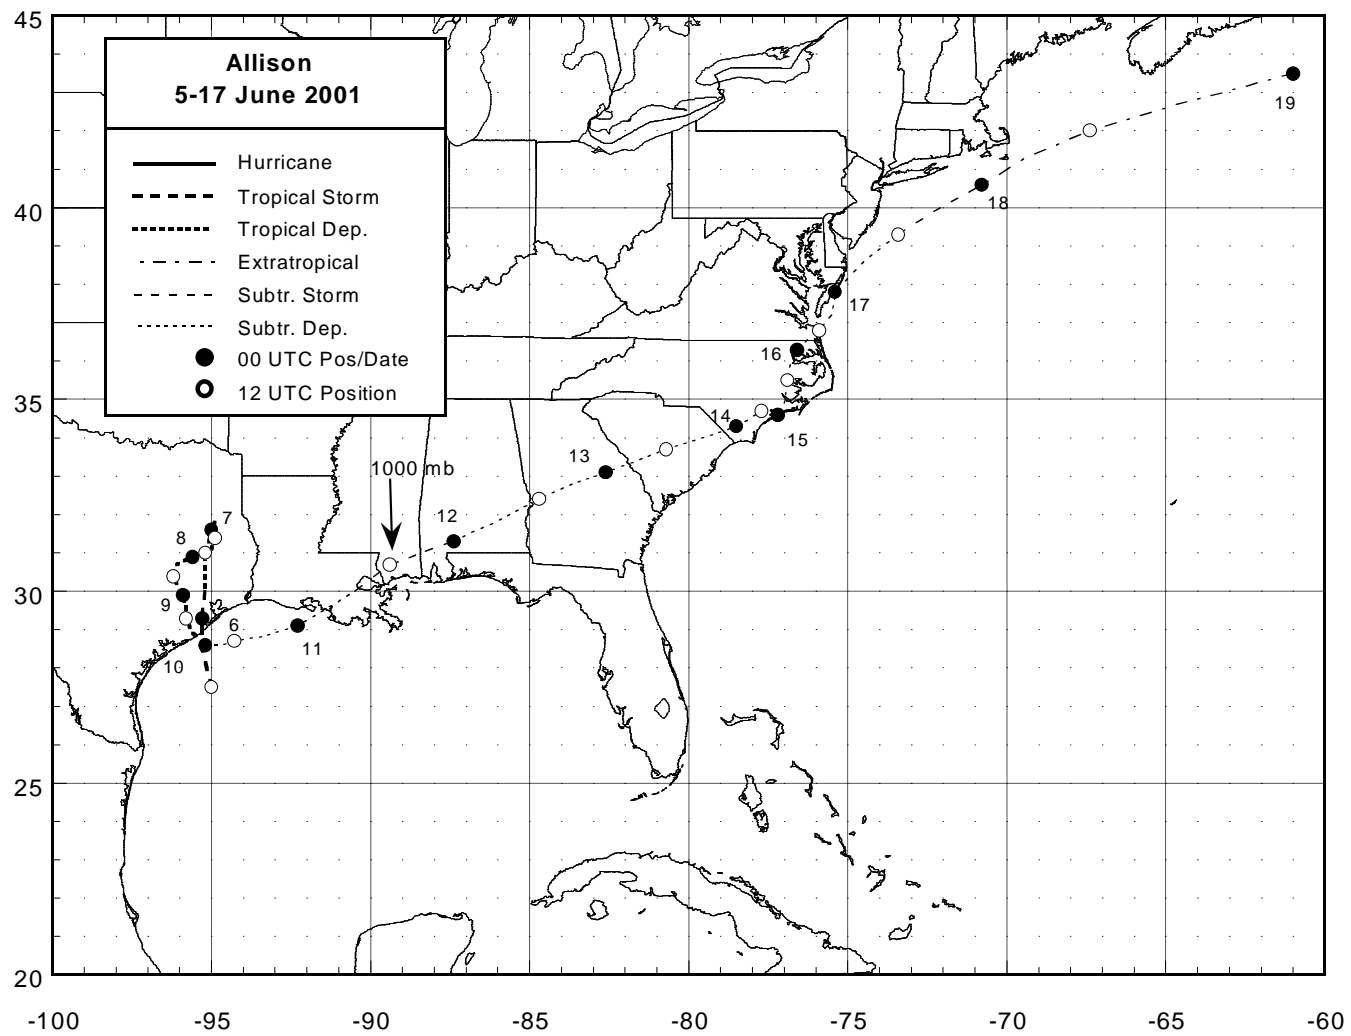 Allison
5-17 June 2001
Hurricane
Tropical Storm
Tropical Dep.
Extratropical
Subtr. Storm
Subtr. Dep.
00 UTC Pos/Date
12 UTC Position
45
40
35
30
25
20
-100
-95
-90
-85
-80
-75
-70
-65
-60
19
18
17
16
14
15
13
1000 mb
12
7
8
9
6
10
11